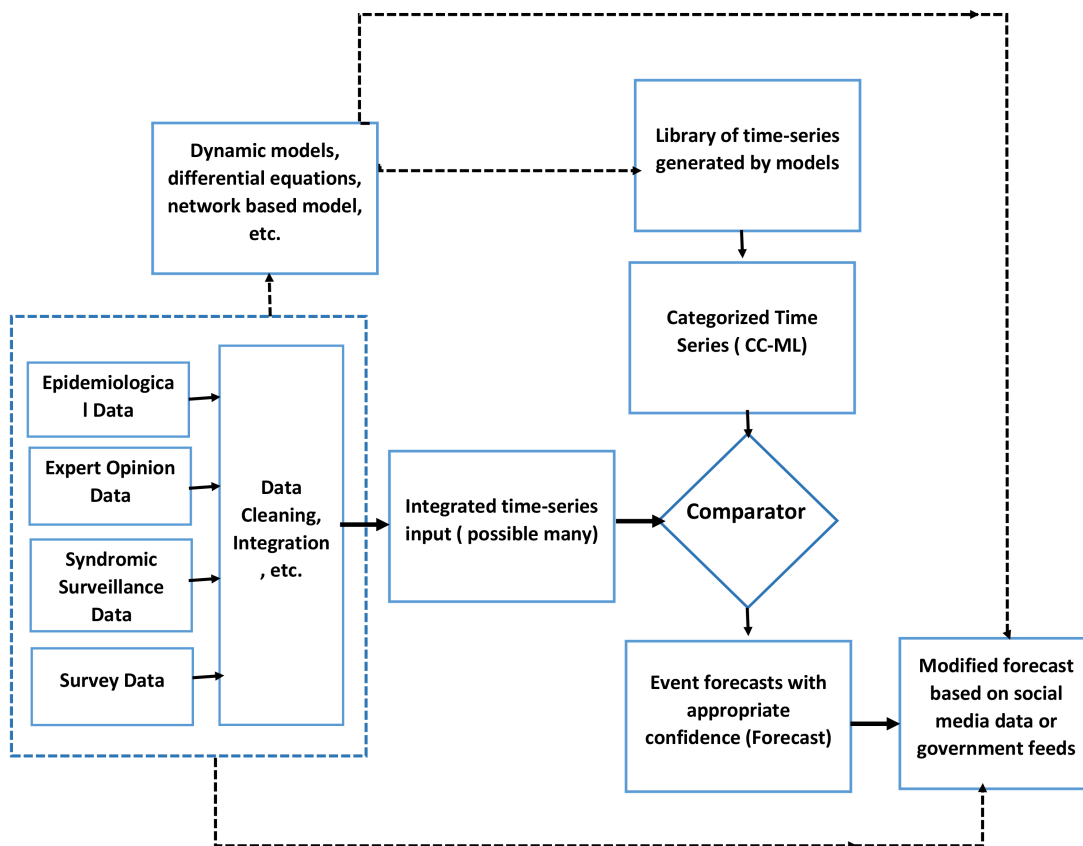 Dynamic models,
differential equations,
network based model,
etc.
Library of time-series
generated by models
Categorized Time
Series ( CC-ML)
Epidemiologica
l Data
Expert Opinion
Data
Syndromic
Surveillance
Data
Survey Data
Data
Cleaning,
Integration
, etc.
Integrated time-series
input ( possible many)
Comparator
Event forecasts with
appropriate
confidence (Forecast)
Modified forecast
based on social
media data or
government feeds